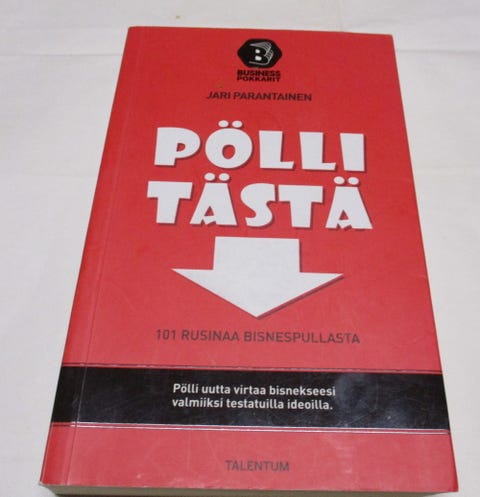 B
BUSINESS
POKKARIT
JARI PARANTAINEN
PÖLLI
TÄSTÄ
101 RUSINAA BISNESPULLASTA
Pölli uutta virtaa bisnekseesi
valmiiksi testatuilla ideoilla.
TALENTUM